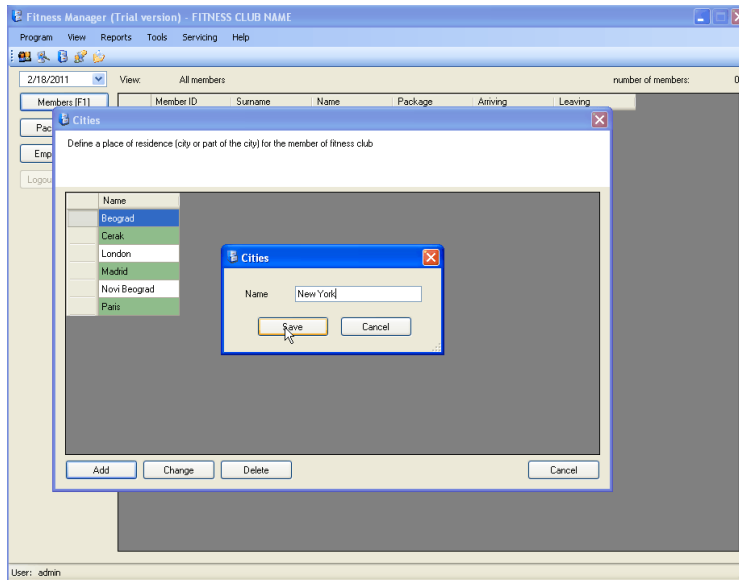 Fitness Manager (Trial version) - FITNESS CLUB NAME
Program View Reports Tools Servicing Help
2/18/2011 View: All members number of members: 0
Members [F1] Member ID Surname Name Package Arriving Leaving
Cities
Define a place of residence (city or part of the city) for the member of fitness club
Name
Beograd
Cerak
London
Madrid
Novi Beograd
Paris
Cities
Name New York
Save Cancel
Add Change Delete Cancel
User: admin